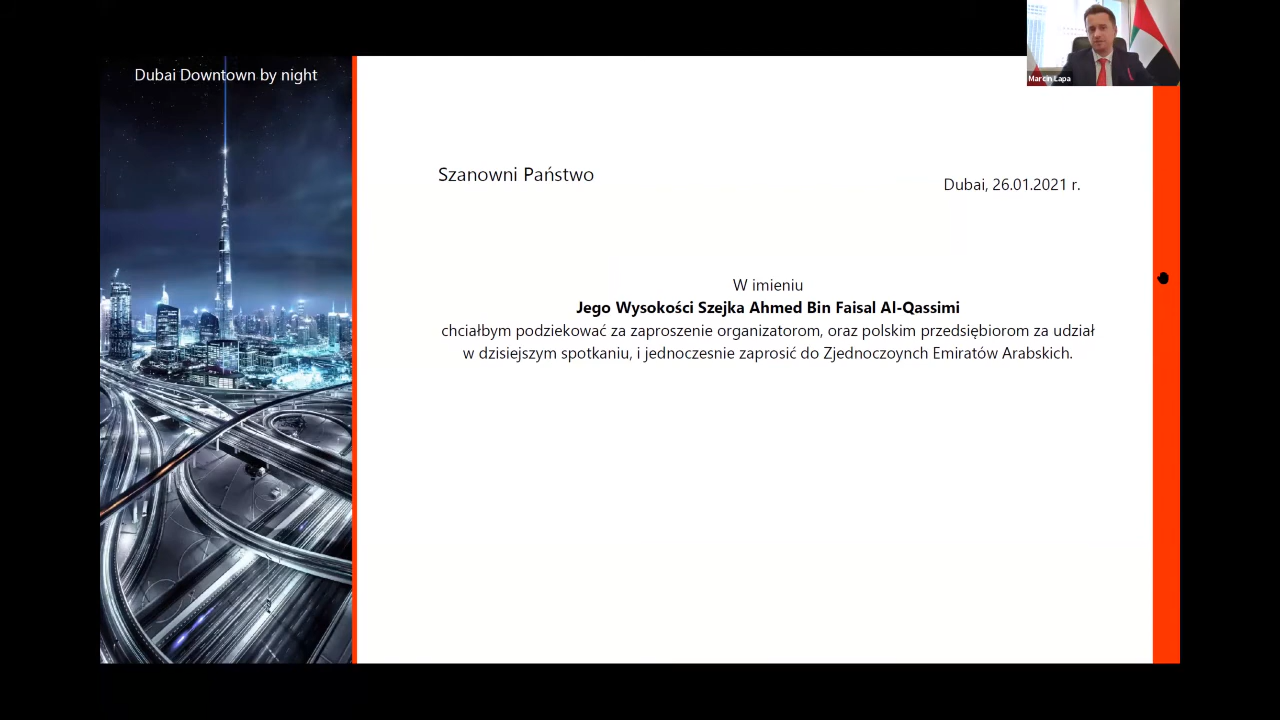 Dubai Downtown by night
Marcin Łapa
Szanowni Państwo
Dubai, 26.01.2021 r.
W imieniu
Jego Wysokości Szejka Ahmed Bin Faisal Al-Qassimi
chciałbym podziekować za zaproszenie organizatorom, oraz polskim przedsiębiorom za udział
w dzisiejszym spotkaniu, i jednoczesnie zaprosić do Zjednoczoynch Emiratów Arabskich.